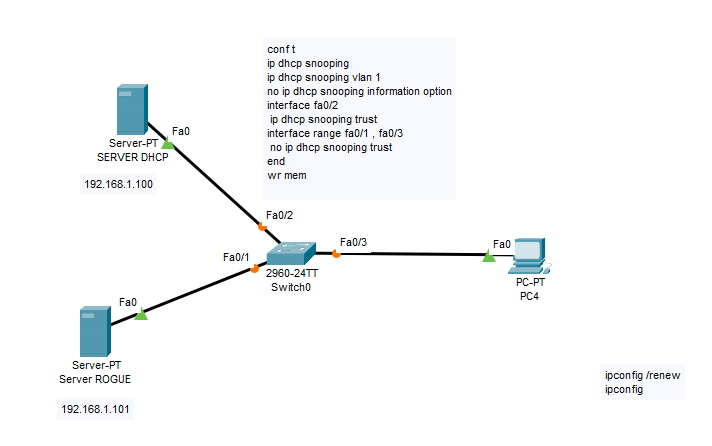 conf t
ip dhcp snooping
ip dhcp snooping vlan 1
no ip dhcp snooping information option
interface fa0/2
ip dhcp snooping trust
interface range fa0/1 , fa0/3
no ip dhcp snooping trust
end
wr mem
Fa0
Server-PT
SERVER DHCP
192.168.1.100
Fa0/2
Fa0/1
Fa0/3
Fa0
2960-24TT
Switch0
PC-PT
PC4
Fa0
Server-PT
Server ROGUE
192.168.1.101
ipconfig /renew
ipconfig